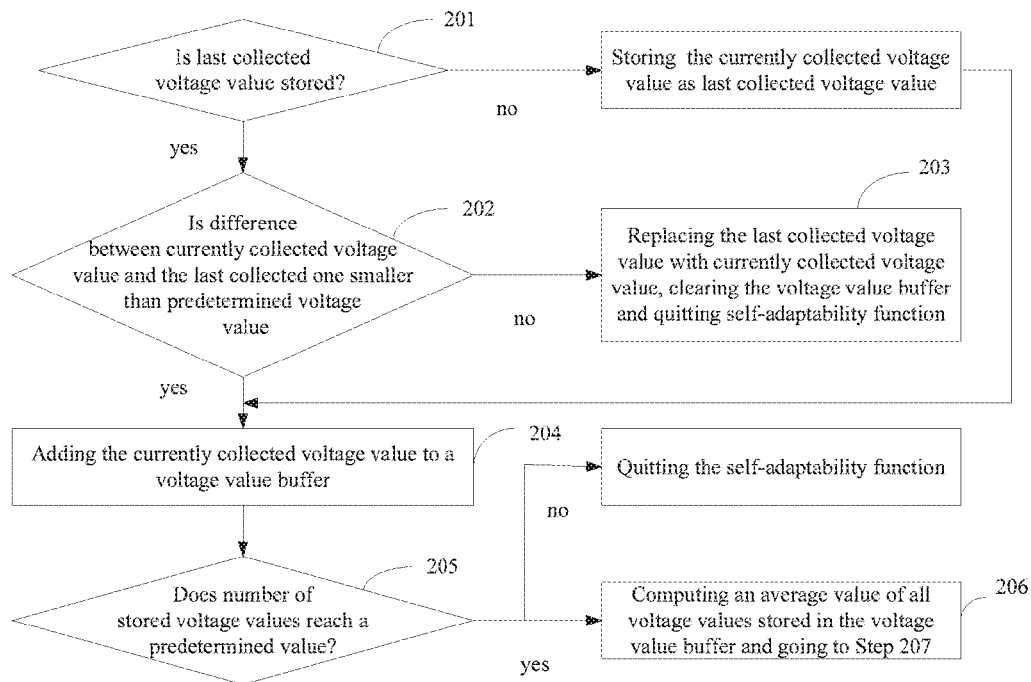 201
Is last collected
voltage value stored?
Storing the currently collected voltage
value as last collected voltage value
no
yes
203
202
Is difference
between currently collected voltage
value and the last collected one smaller
than predetermined voltage
value
Replacing the last collected voltage
value with currently collected voltage
value, clearing the voltage value buffer
and quitting self-adaptability function
no
yes
204
Adding the currently collected voltage value to a
voltage value buffer
Quitting the self-adaptability function
no
205
Does number of
stored voltage values reach a
predetermined value?
206
Computing an average value of all
voltage values stored in the voltage
value buffer and going to Step 207
yes